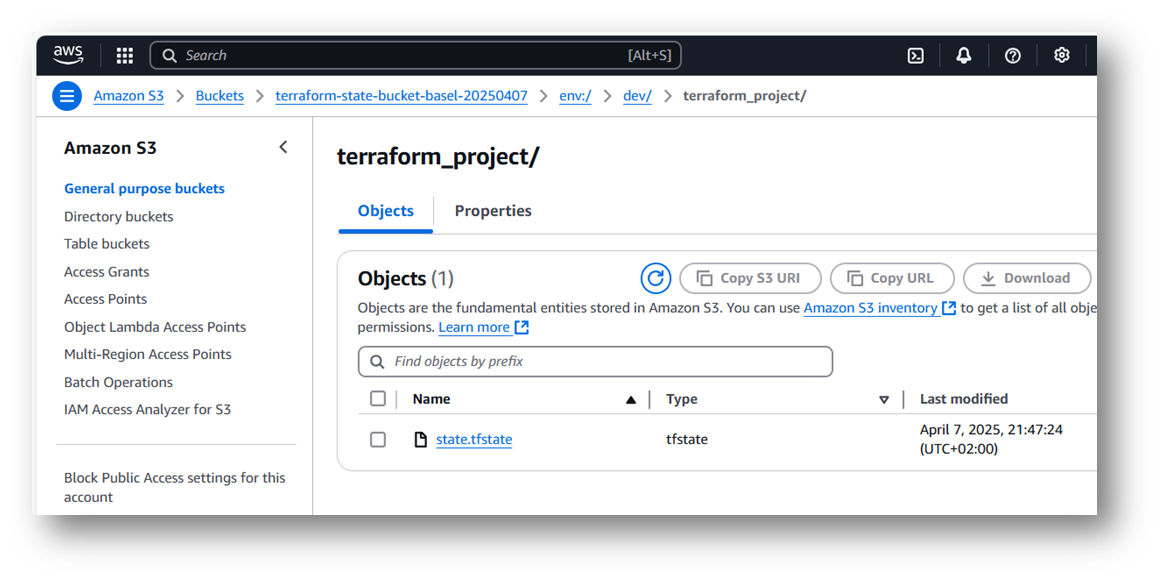 aws
Search [Alt+S]
Amazon S3 > Buckets > terraform-state-bucket-basel-20250407 > env:/ > dev/ > terraform_project/
Amazon S3
General purpose buckets
Directory buckets
Table buckets
Access Grants
Access Points
Object Lambda Access Points
Multi-Region Access Points
Batch Operations
IAM Access Analyzer for S3
Block Public Access settings for this
account
terraform_project/
Objects Properties
Objects (1)
Copy S3 URI Copy URL Download
Objects are the fundamental entities stored in Amazon S3. You can use Amazon S3 inventory to get a list of all obje
permissions. Learn more
Find objects by prefix
Name Type Last modified
state.tfstate tfstate April 7, 2025, 21:47:24
(UTC+02:00)